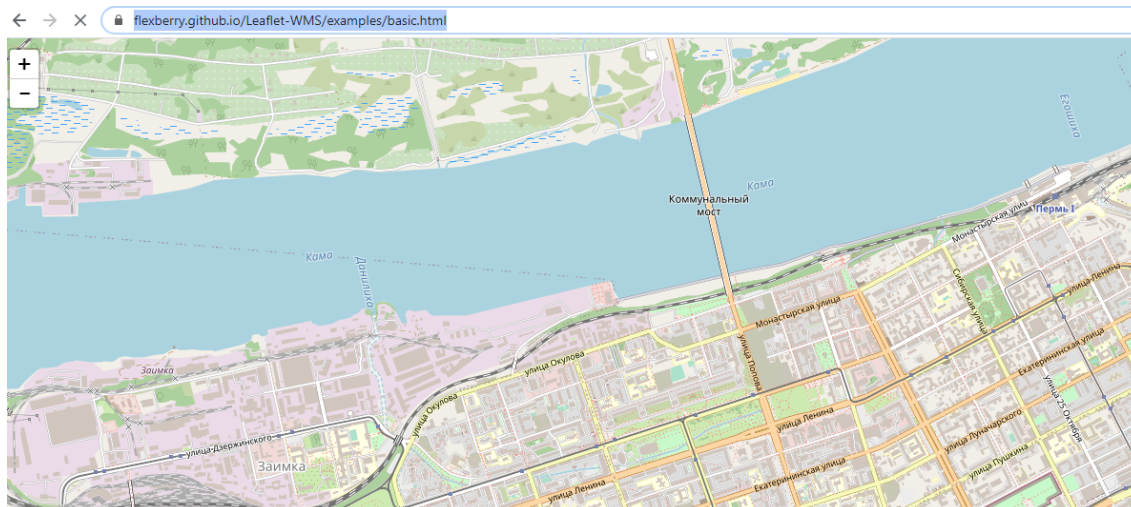 flexberry.github.io/Leaflet-WMS/examples/basic.html
+
−
Егошиха
Кама
Коммунальный
мост
Пермь I
Монастырская улиц
Кама
Данилиха
Сибирская улица
улица Ленина
Монастырская улица
Заимка
улица Окулова
улица Попова
Екатерининская улица
улица Окулова
улица 25 Октября
улица Ленина
улица Дзержинского
улица Луначарского
Заимка
Екатерининская улица
улица Пушкина
улица Ленина